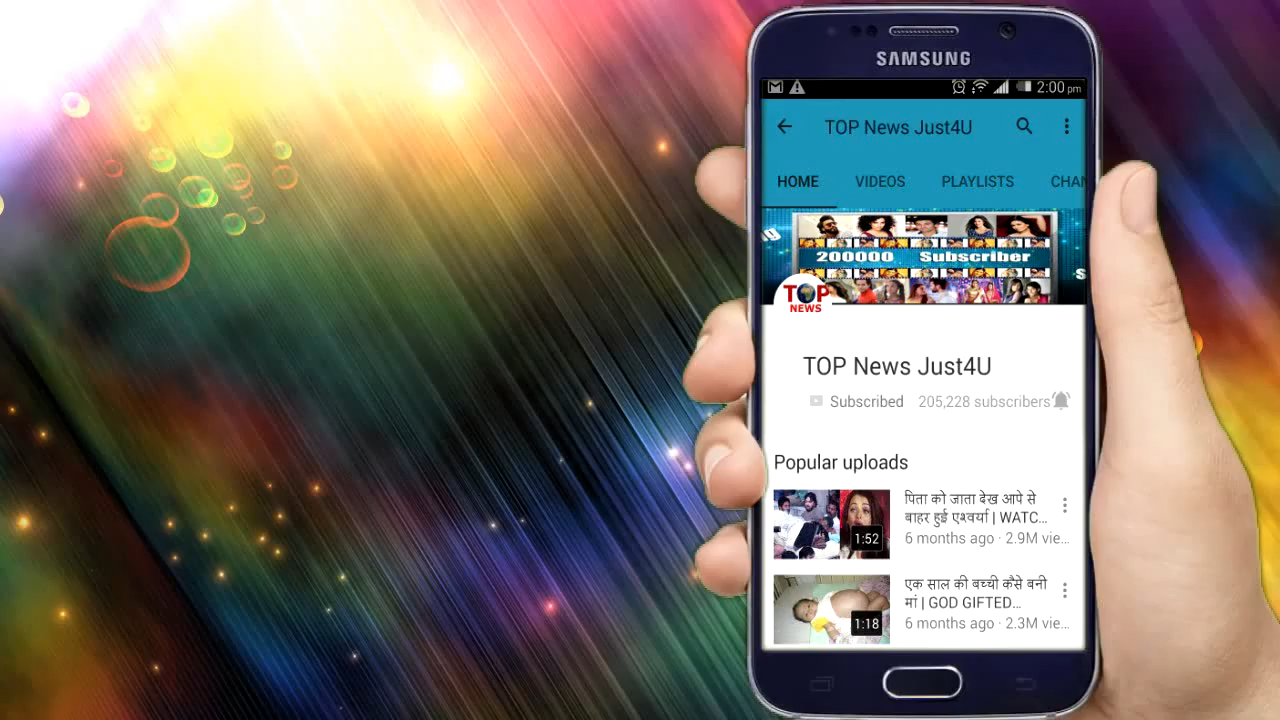 SAMSUNG
2:00 pm
TOP News Just4U
HOME VIDEOS PLAYLISTS CHAN
200000 Subscriber
TOP
NEWS
TOP News Just4U
Subscribed 205,228 subscribers
Popular uploads
पिता को जाता देख आपे से
बाहर हुई एश्वर्या | WATC...
1:52
6 months ago · 2.9M vie...
एक साल की बच्ची कैसे बनी
मां | GOD GIFTED...
1:18
6 months ago · 2.3M vie...